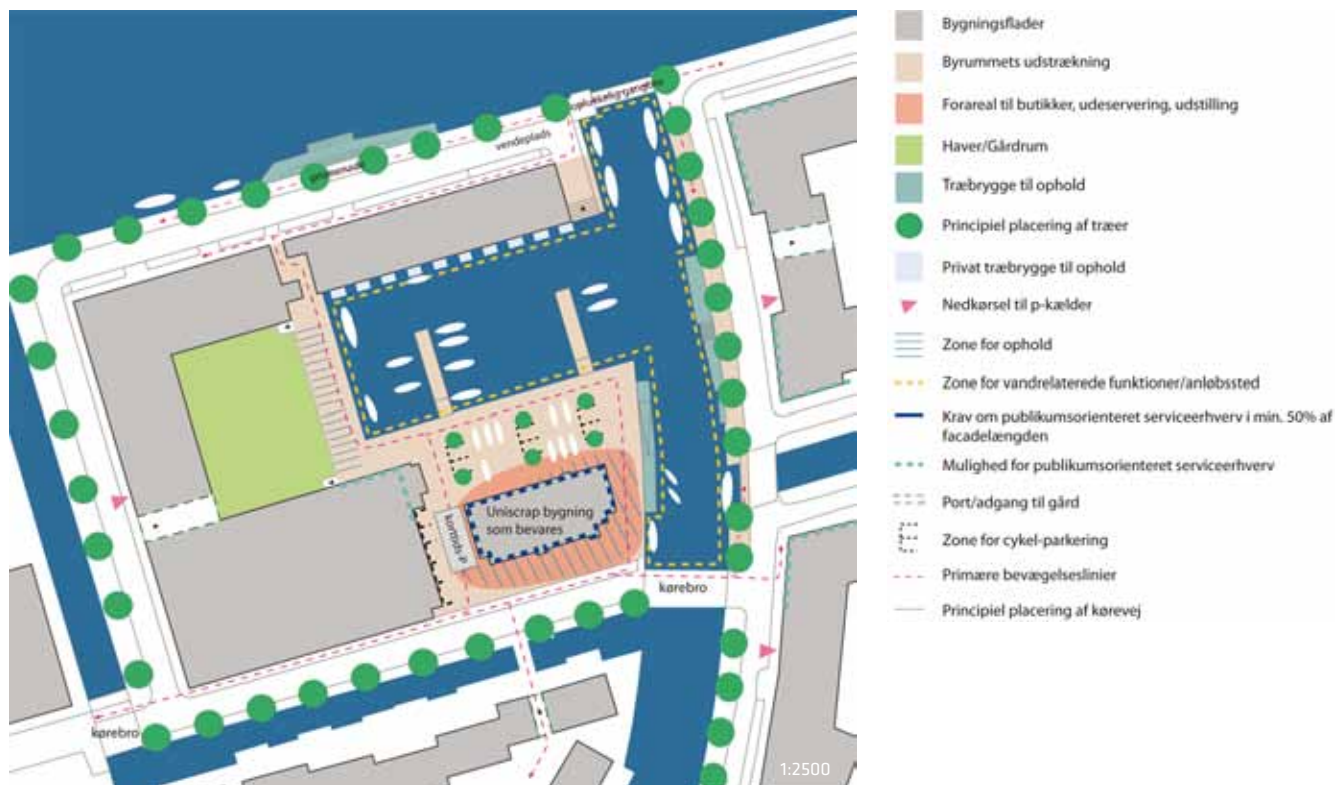 vendeplads
promenade
Uniscrap bygning
som bevares
korttids-P
kørebro
kørebro
1:2500
Bygningsflader
Byrummets udstrækning
Forareal til butikker, udeservering, udstilling
Haver/Gårdrum
Træbrygge til ophold
Principiel placering af træer
Privat træbrygge til ophold
Nedkørsel til p-kælder
Zone for ophold
Zone for vandrelaterede funktioner/anløbssted
Krav om publikumsorienteret serviceerhverv i min. 50% af
facadelængden
Mulighed for publikumsorienteret serviceerhverv
Port/adgang til gård
Zone for cykel-parkering
Primære bevægelseslinier
Principiel placering af kørevej